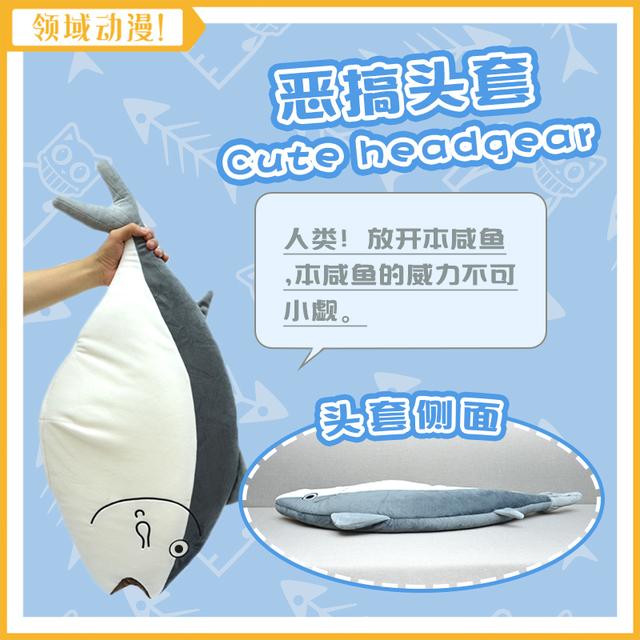 领域动漫!
恶搞头套
Cute headgear
人类！放开本咸鱼
,本咸鱼的威力不可
小觑。
头套侧面